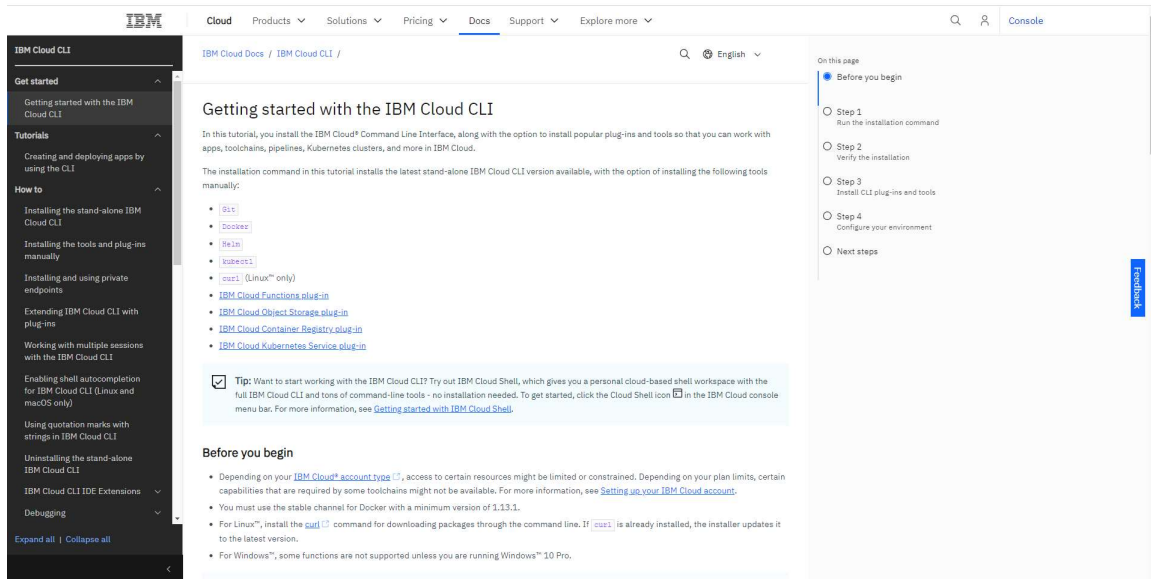 IBM
Cloud Products Solutions Pricing Docs Support Explore more Console
IBM Cloud CLI
Get started
Getting started with the IBM
Cloud CLI
Tutorials
Creating and deploying apps by
using the CLI
How to
Installing the stand-alone IBM
Cloud CLI
Installing the tools and plug-ins
manually
Installing and using private
endpoints
Extending IBM Cloud CLI with
plug-ins
Working with multiple sessions
with the IBM Cloud CLI
Enabling shell autocompletion
for IBM Cloud CLI (Linux and
macOS only)
Using quotation marks with
strings in IBM Cloud CLI
Uninstalling the stand-alone
IBM Cloud CLI
IBM Cloud CLI IDE Extensions
Debugging
Expand all | Collapse all
IBM Cloud Docs / IBM Cloud CLI /
English
Getting started with the IBM Cloud CLI
In this tutorial, you install the IBM Cloud® Command Line Interface, along with the option to install popular plug-ins and tools so that you can work with
apps, toolchains, pipelines, Kubernetes clusters, and more in IBM Cloud.
The installation command in this tutorial installs the latest stand-alone IBM Cloud CLI version available, with the option of installing the following tools
manually:
• Git
• Docker
• Helm
• kubectl
• curl (Linux™ only)
• IBM Cloud Functions plug-in
• IBM Cloud Object Storage plug-in
• IBM Cloud Container Registry plug-in
• IBM Cloud Kubernetes Service plug-in
Tip: Want to start working with the IBM Cloud CLI? Try out IBM Cloud Shell, which gives you a personal cloud-based shell workspace with the
full IBM Cloud CLI and tons of command-line tools - no installation needed. To get started, click the Cloud Shell icon in the IBM Cloud console
menu bar. For more information, see Getting started with IBM Cloud Shell.
Before you begin
• Depending on your IBM Cloud® account type, access to certain resources might be limited or constrained. Depending on your plan limits, certain
capabilities that are required by some toolchains might not be available. For more information, see Setting up your IBM Cloud account.
• You must use the stable channel for Docker with a minimum version of 1.13.1.
• For Linux™, install the curl command for downloading packages through the command line. If curl is already installed, the installer updates it
to the latest version.
• For Windows™, some functions are not supported unless you are running Windows™ 10 Pro.
On this page
Before you begin
Step 1
Run the installation command
Step 2
Verify the installation
Step 3
Install CLI plug-ins and tools
Step 4
Configure your environment
Next steps
Feedback